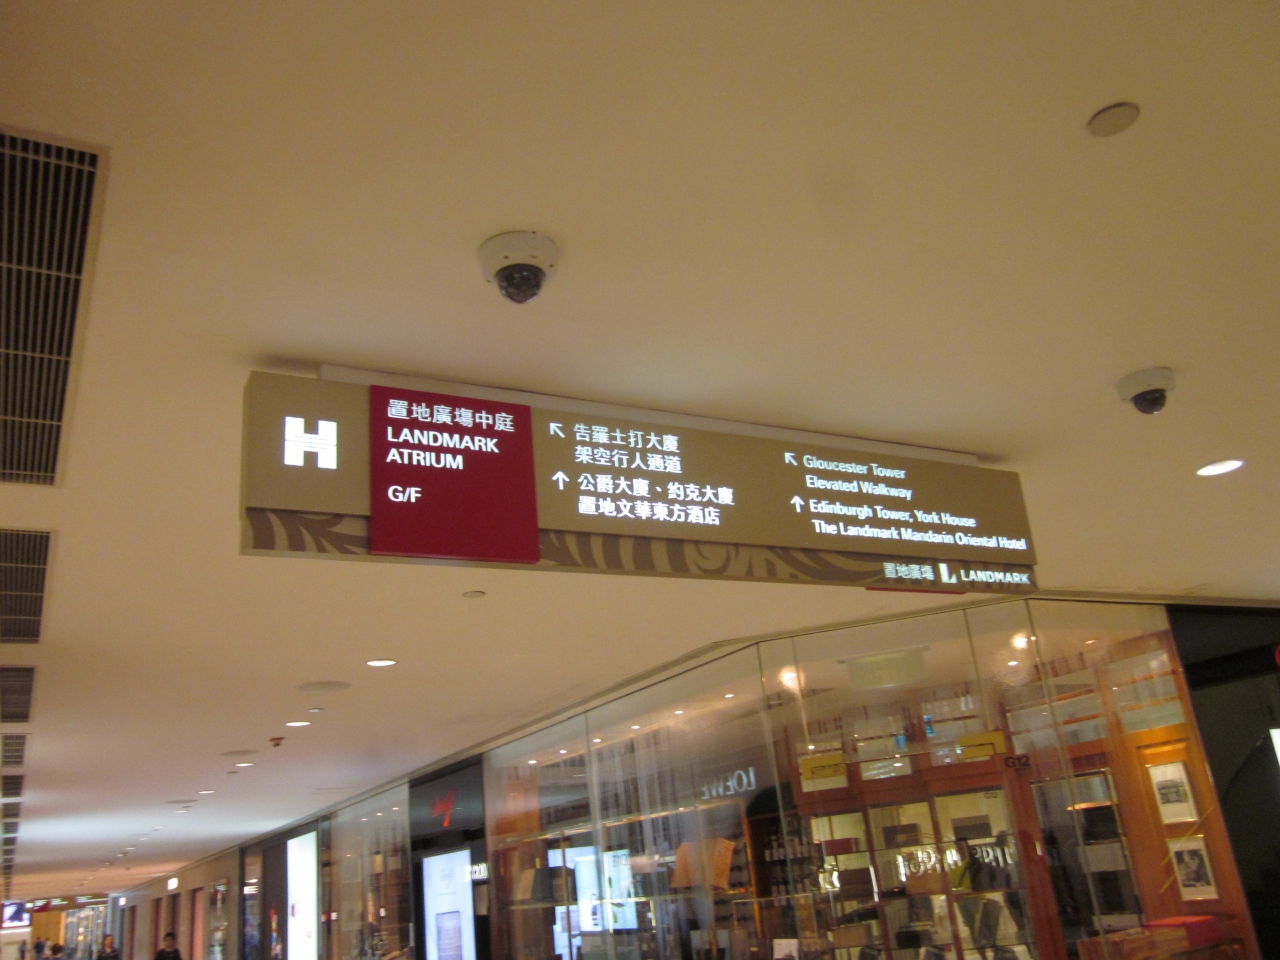 H
置地廣場中庭
LANDMARK
ATRIUM
G/F
告羅士打大廈
架空行人通道
公爵大廈、約克大廈
置地文華東方酒店
Gloucester Tower
Elevated Walkway
Edinburgh Tower, York House
The Landmark Mandarin Oriental Hotel
置地廣場 L LANDMARK
LOEWE
G12